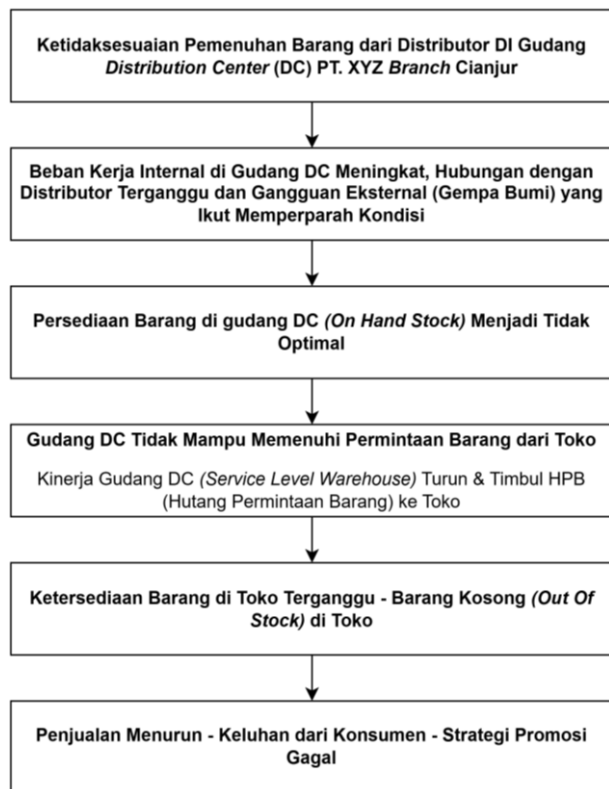 Ketidaksesuaian Pemenuhan Barang dari Distributor DI Gudang
Distribution Center (DC) PT. XYZ Branch Cianjur
Beban Kerja Internal di Gudang DC Meningkat, Hubungan dengan
Distributor Terganggu dan Gangguan Eksternal (Gempa Bumi) yang
Ikut Memperparah Kondisi
Persediaan Barang di gudang DC (On Hand Stock) Menjadi Tidak
Optimal
Gudang DC Tidak Mampu Memenuhi Permintaan Barang dari Toko
Kinerja Gudang DC (Service Level Warehouse) Turun & Timbul HPB
(Hutang Permintaan Barang) ke Toko
Ketersediaan Barang di Toko Terganggu - Barang Kosong (Out Of
Stock) di Toko
Penjualan Menurun - Keluhan dari Konsumen - Strategi Promosi
Gagal